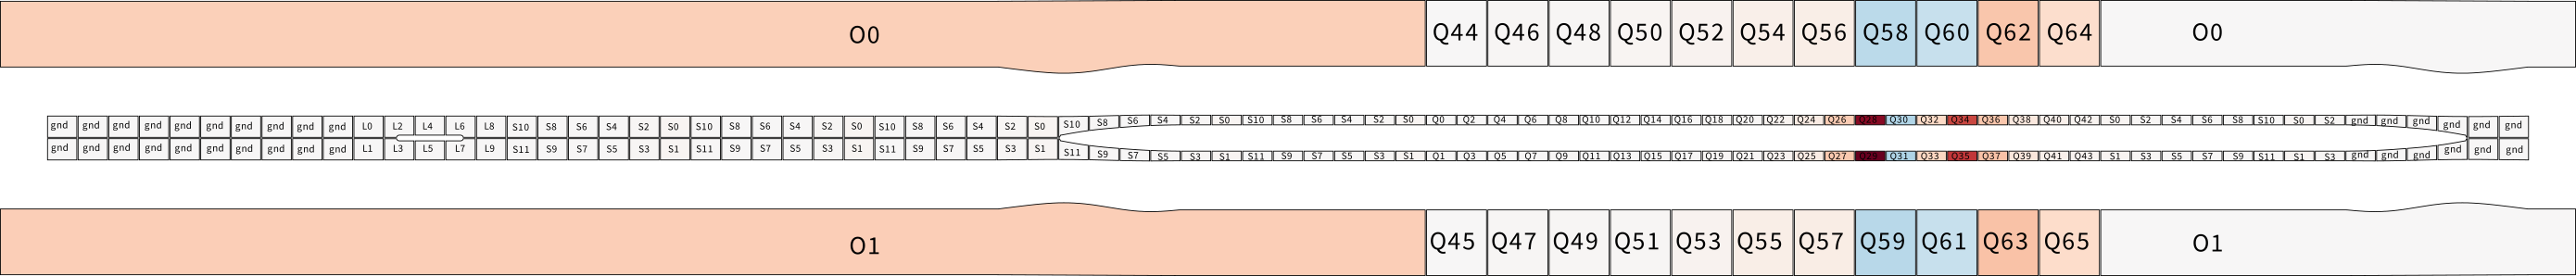 O0 Q44 Q46 Q48 Q50 Q52 Q54 Q56 Q58 Q60 Q62 Q64 O0
gnd gnd gnd gnd gnd gnd gnd gnd gnd gnd L0 L2 L4 L6 L8 S10 S8 S6 S4 S2 S0 S10 S8 S6 S4 S2 S0 S10 S8 S6 S4 S2 S0 S10 S8 S6 S4 S2 S0 S10 S8 S6 S4 S2 S0 Q0 Q2 Q4 Q6 Q8 Q10 Q12 Q14 Q16 Q18 Q20 Q22 Q24 Q26 Q28 Q30 Q32 Q34 Q36 Q38 Q40 Q42 S0 S2 S4 S6 S8 S10 S0 S2 gnd gnd gnd gnd gnd gnd
gnd gnd gnd gnd gnd gnd gnd gnd gnd gnd L1 L3 L5 L7 L9 S11 S9 S7 S5 S3 S1 S11 S9 S7 S5 S3 S1 S11 S9 S7 S5 S3 S1 S11 S9 S7 S5 S3 S1 S11 S9 S7 S5 S3 S1 Q1 Q3 Q5 Q7 Q9 Q11 Q13 Q15 Q17 Q19 Q21 Q23 Q25 Q27 Q29 Q31 Q33 Q35 Q37 Q39 Q41 Q43 S1 S3 S5 S7 S9 S11 S1 S3 gnd gnd gnd gnd gnd gnd
O1 Q45 Q47 Q49 Q51 Q53 Q55 Q57 Q59 Q61 Q63 Q65 O1